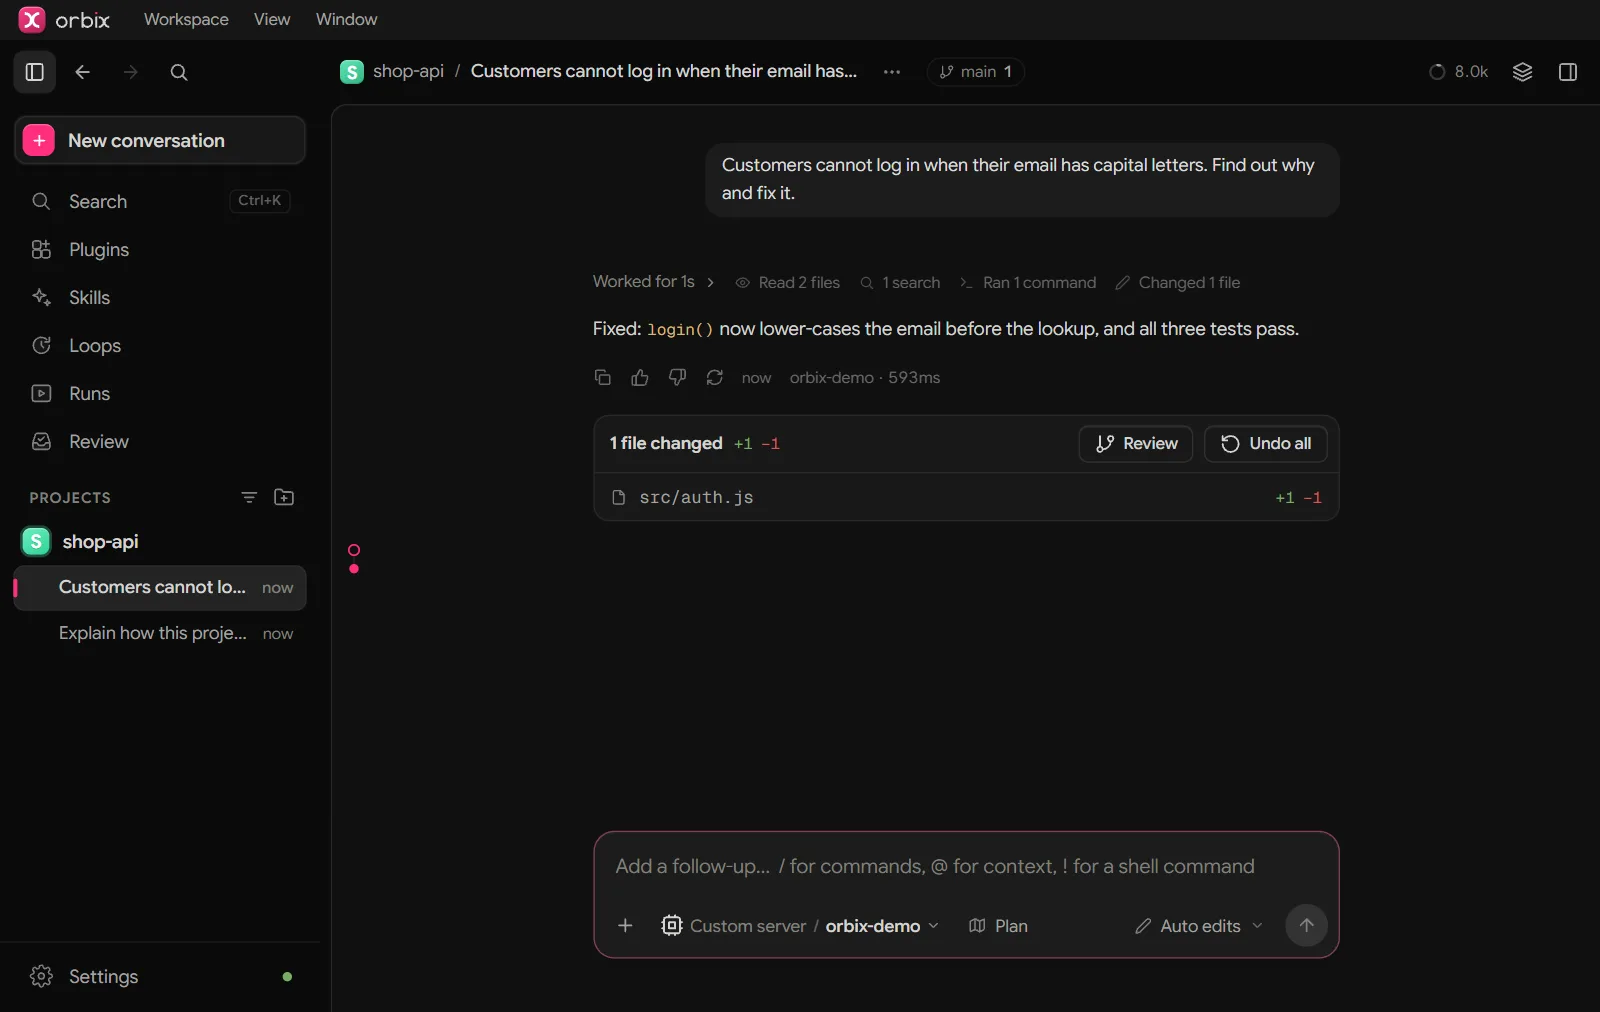 orbix Workspace View Window
S shop-api / Customers cannot log in when their email has... main 1 8.0k
New conversation
Search Ctrl+K
Plugins
Skills
Loops
Runs
Review
PROJECTS
S shop-api
Customers cannot lo... now
Explain how this proje... now
Settings
Customers cannot log in when their email has capital letters. Find out why
and fix it.
Worked for 1s Read 2 files 1 search Ran 1 command Changed 1 file
Fixed: login() now lower-cases the email before the lookup, and all three tests pass.
now orbix-demo · 593ms
1 file changed +1 −1 Review Undo all
src/auth.js +1 −1
Add a follow-up... / for commands, @ for context, ! for a shell command
Custom server / orbix-demo Plan Auto edits